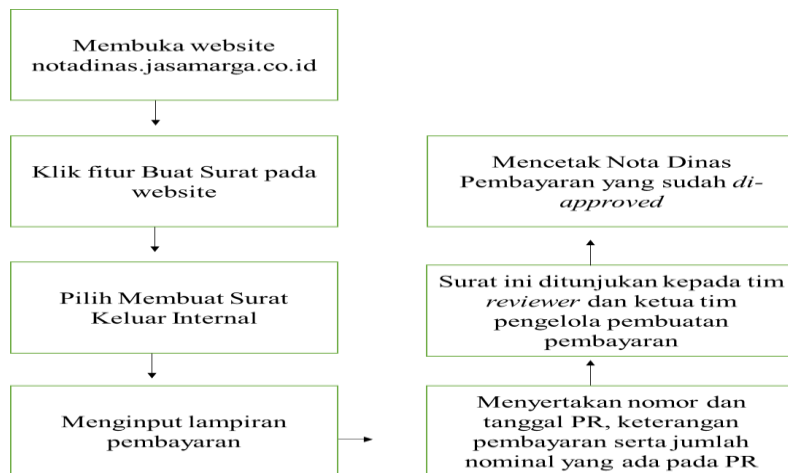 Membuka website
notadinas.jasamarga.co.id
Klik fitur Buat Surat pada
website
Pilih Membuat Surat
Keluar Internal
Menginput lampiran
pembayaran
Menyertakan nomor dan
tanggal PR, keterangan
pembayaran serta jumlah
nominal yang ada pada PR
Surat ini ditunjukan kepada tim
reviewer dan ketua tim
pengelola pembuatan
pembayaran
Mencetak Nota Dinas
Pembayaran yang sudah di-
approved